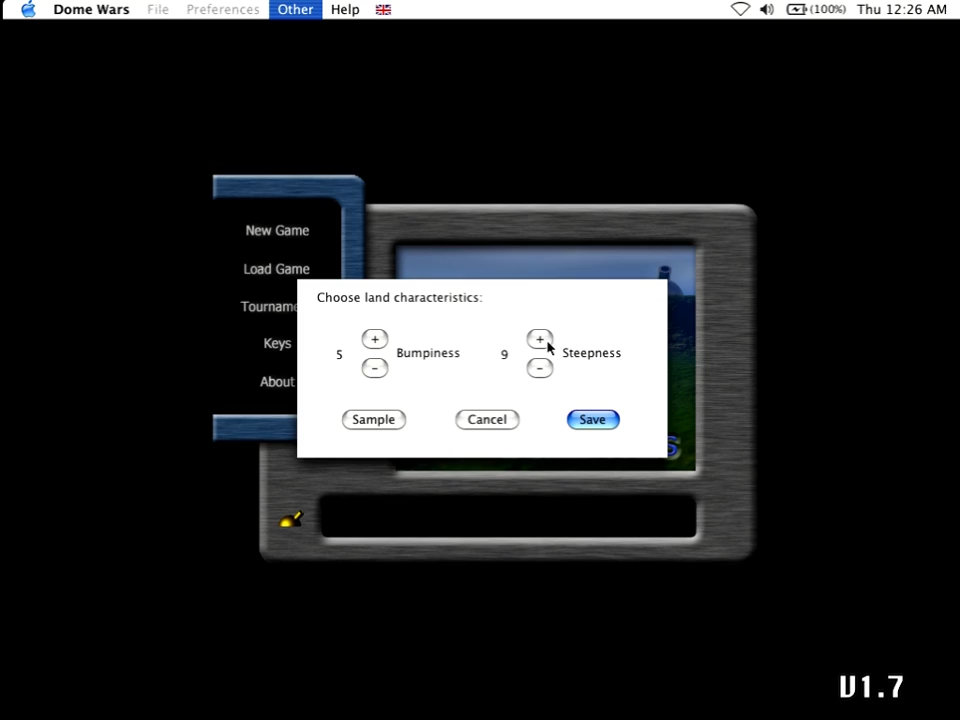 Dome Wars File Preferences Other Help (100%) Thu 12:26 AM
New Game
Load Game
Tourname
Keys
About
Choose land characteristics:
5 + - Bumpiness 9 + - Steepness
Sample Cancel Save
s
V1.7